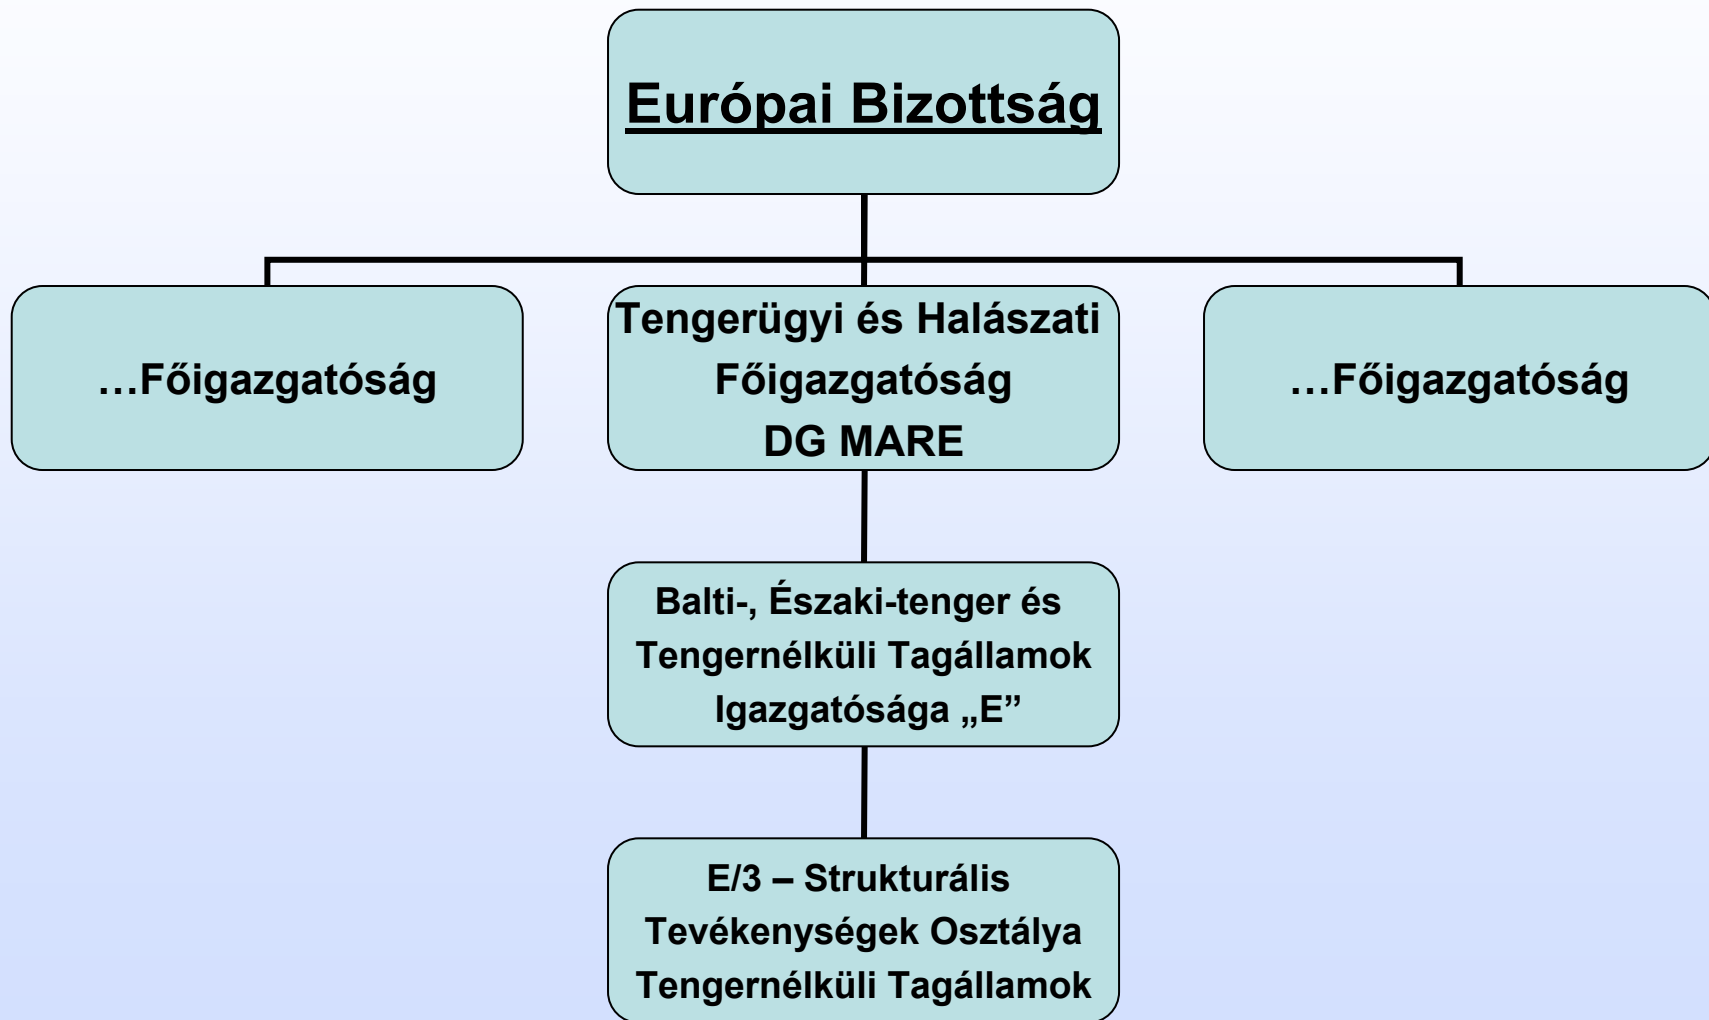 Európai Bizottság
…Főigazgatóság
Tengerügyi és Halászati
Főigazgatóság
DG MARE
…Főigazgatóság
Balti-, Északi-tenger és
Tengernélküli Tagállamok
Igazgatósága „E”
E/3 – Strukturális
Tevékenységek Osztálya
Tengernélküli Tagállamok